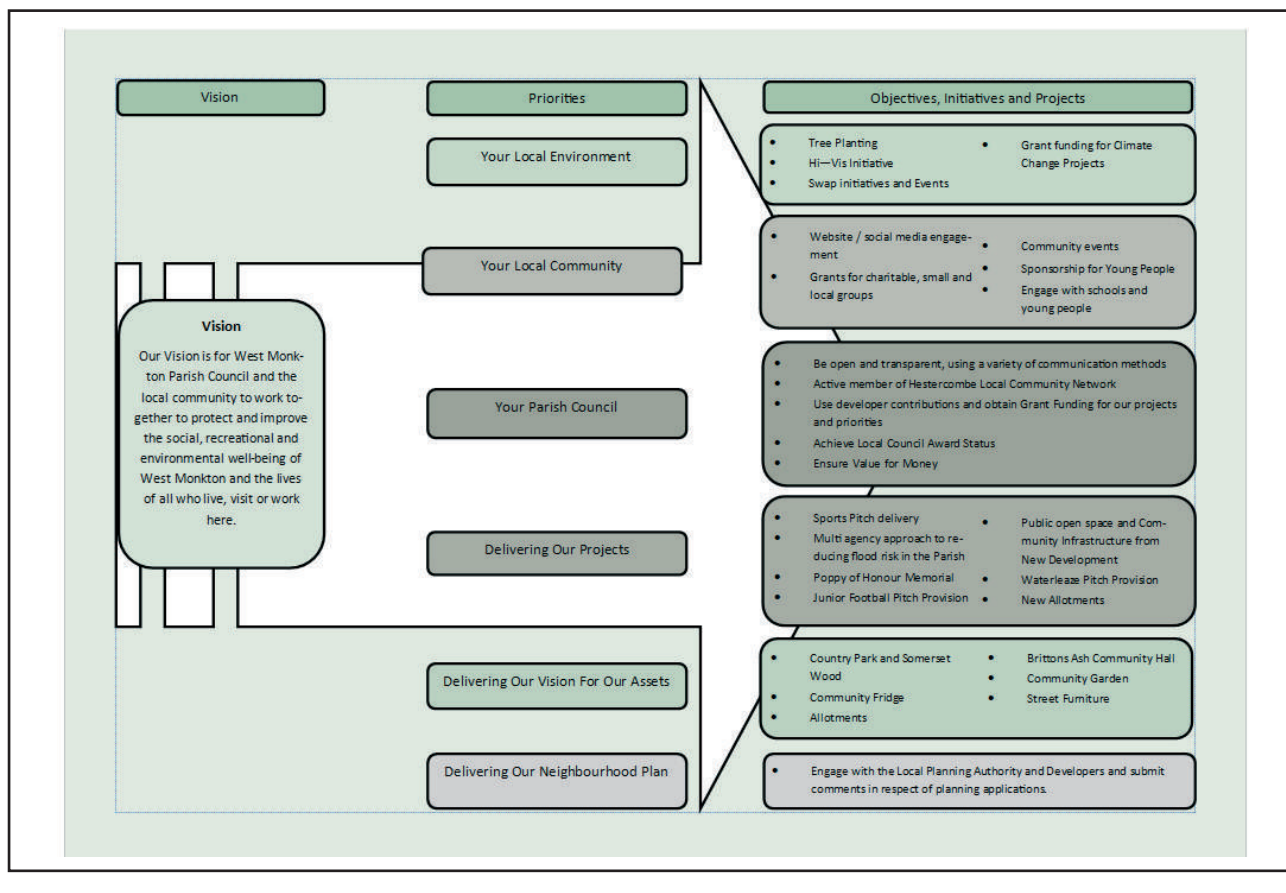 Vision
Priorities
Objectives, Initiatives and Projects
Vision
Our Vision is for West Monk-
ton Parish Council and the
local community to work to-
gether to protect and improve
the social, recreational and
environmental well-being of
West Monkton and the lives
of all who live, visit or work
here.
Your Local Environment
Your Local Community
Your Parish Council
Delivering Our Projects
Delivering Our Vision For Our Assets
Delivering Our Neighbourhood Plan
• Tree Planting
• Hi—Vis Initiative
• Swap initiatives and Events
• Grant funding for Climate
Change Projects
• Website / social media engage-
ment
• Grants for charitable, small and
local groups
• Community events
• Sponsorship for Young People
• Engage with schools and
young people
• Be open and transparent, using a variety of communication methods
• Active member of Hestercombe Local Community Network
• Use developer contributions and obtain Grant Funding for our projects
and priorities
• Achieve Local Council Award Status
• Ensure Value for Money
• Sports Pitch delivery
• Multi agency approach to re-
ducing flood risk in the Parish
• Poppy of Honour Memorial
• Junior Football Pitch Provision
• Public open space and Com-
munity Infrastructure from
New Development
• Waterleaze Pitch Provision
• New Allotments
• Country Park and Somerset
Wood
• Community Fridge
• Allotments
• Brittons Ash Community Hall
• Community Garden
• Street Furniture
• Engage with the Local Planning Authority and Developers and submit
comments in respect of planning applications.